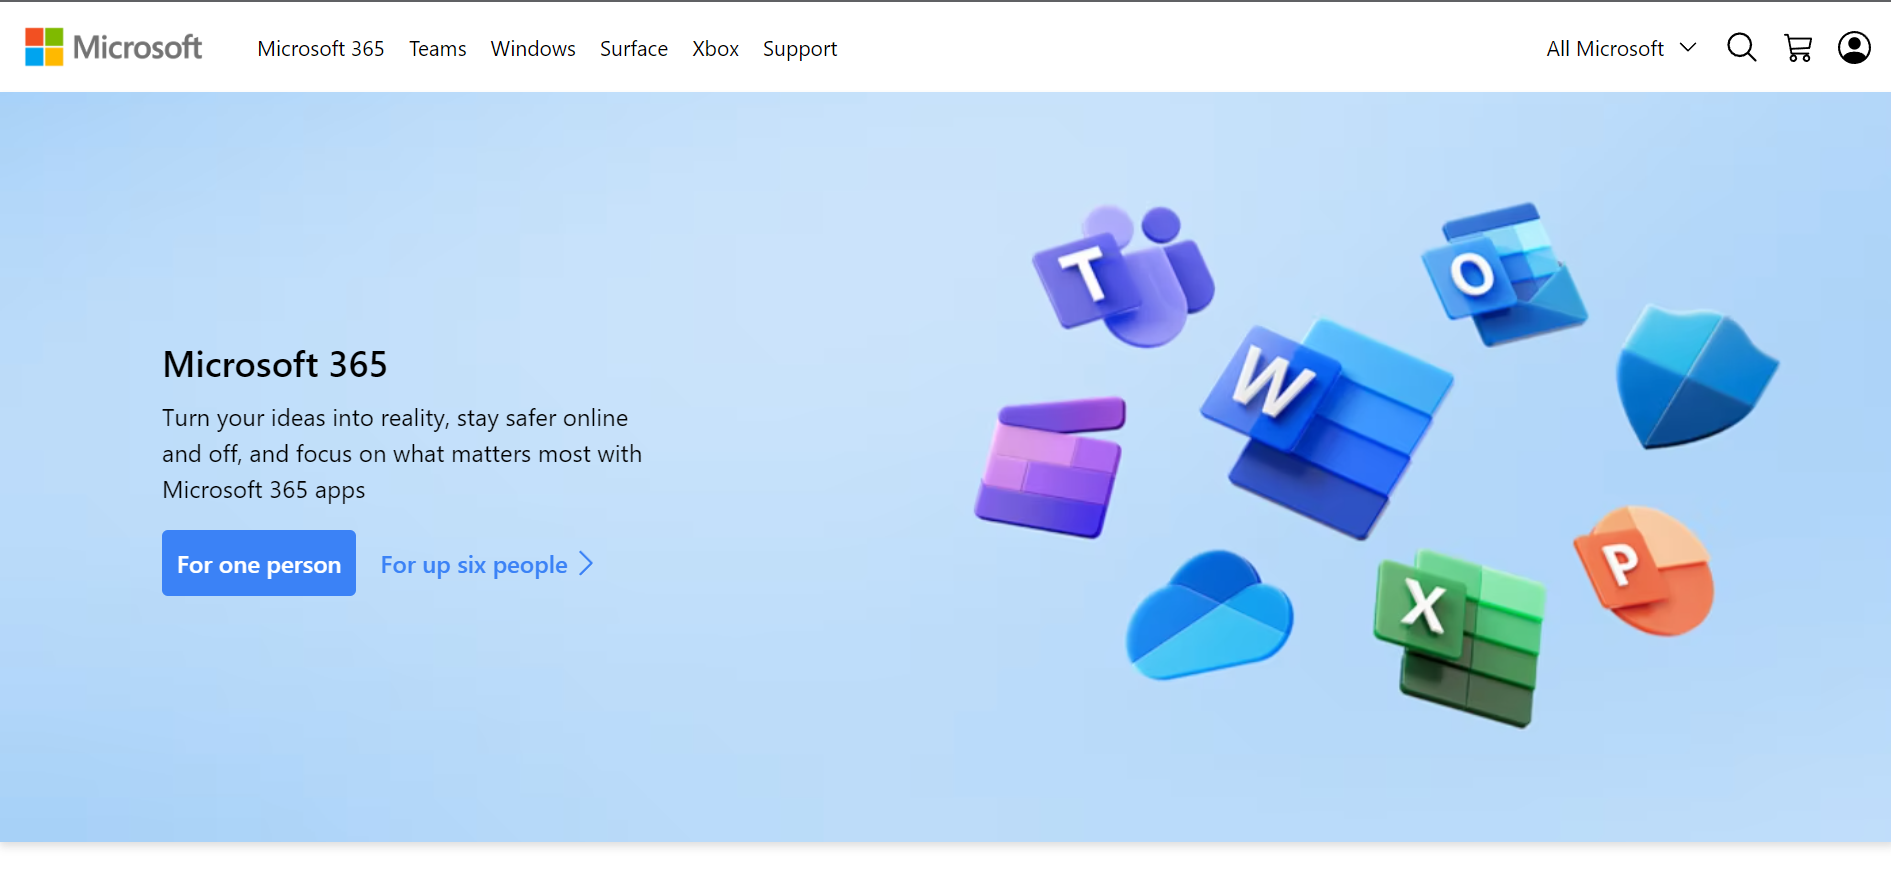 Microsoft
Microsoft 365 Teams Windows Surface Xbox Support
All Microsoft
Microsoft 365
Turn your ideas into reality, stay safer online
and off, and focus on what matters most with
Microsoft 365 apps
For one person
For up six people
T
O
W
P
X